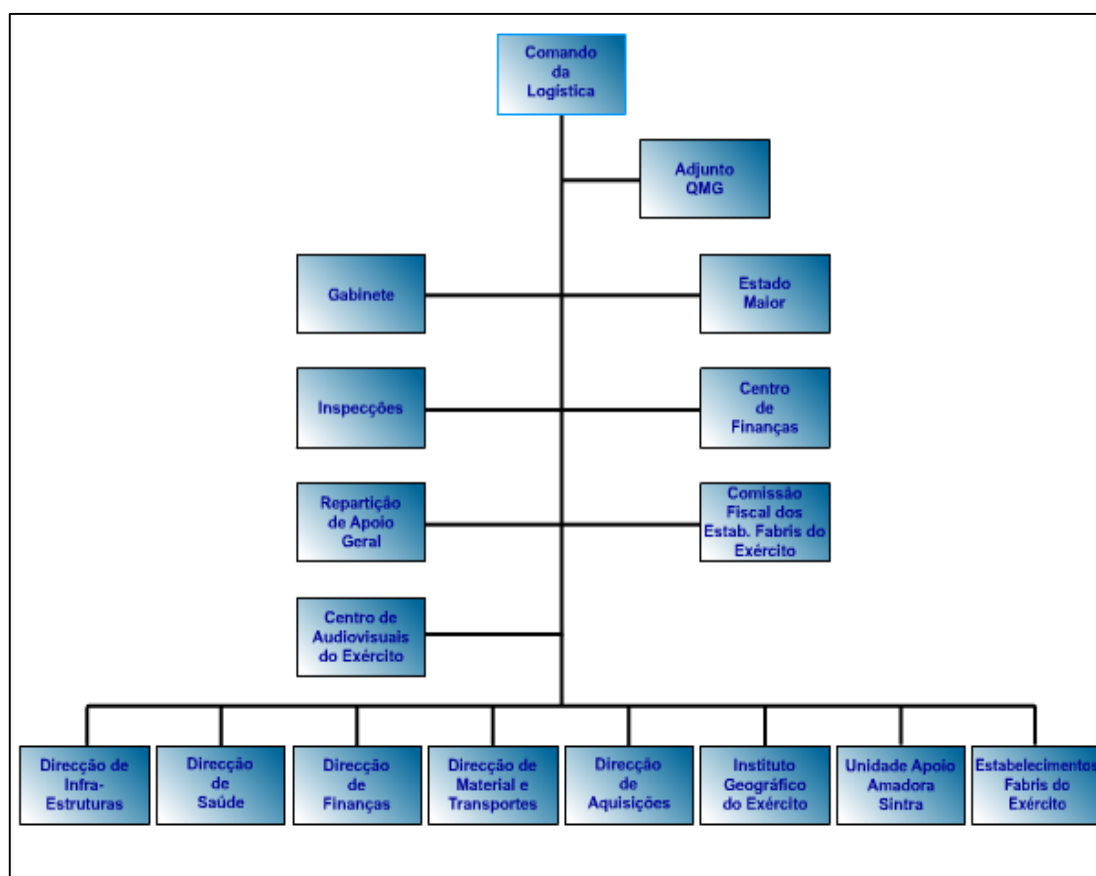 Comando
da
Logística
Adjunto
QMG
Gabinete
Estado
Maior
Inspecções
Centro
de
Finanças
Repartição
de Apoio
Geral
Comissão
Fiscal dos
Estab. Fabris do
Exército
Centro de
Audiovisuais
do Exército
Direcção de
Infra-
Estruturas
Direcção
de
Saúde
Direcção
de
Finanças
Direcção de
Material e
Transportes
Direcção
de
Aquisições
Instituto
Geográfico
do Exército
Unidade Apoio
Amadora
Sintra
Estabelecimentos
Fabris do
Exército